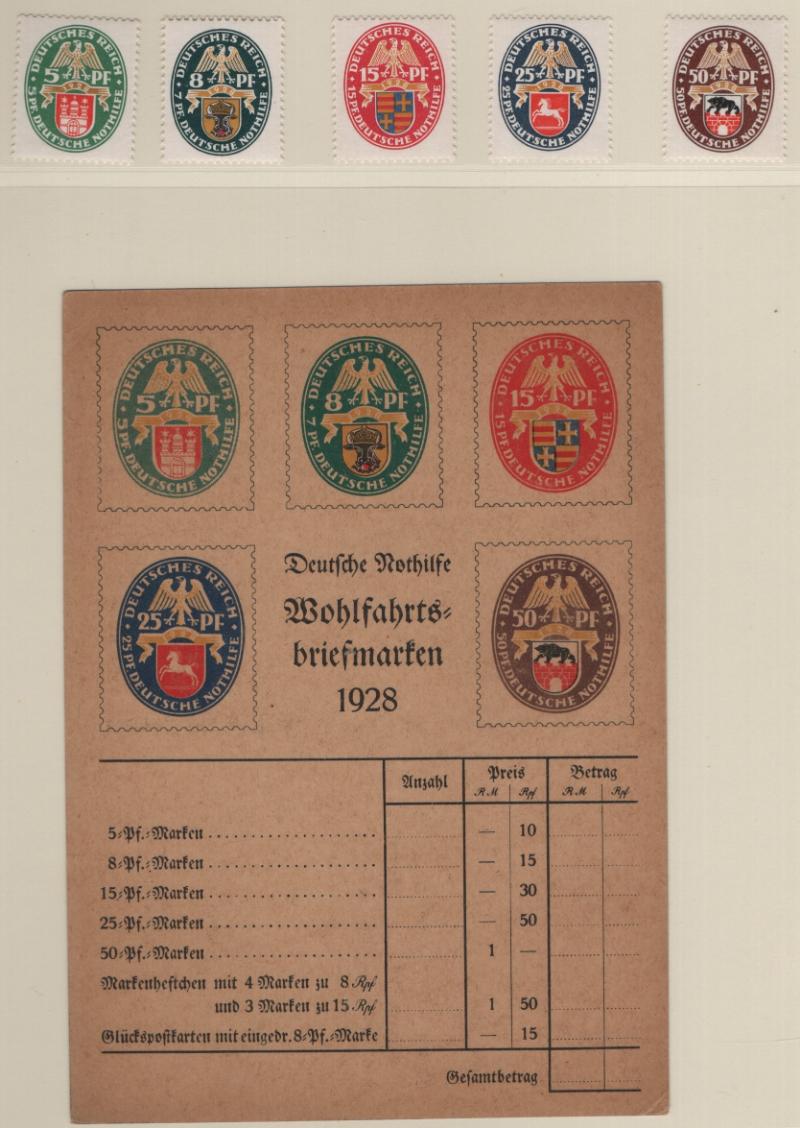 DEUTSCHES REICH
5 PF
5 PF. DEUTSCHE NOTHILFE
DEUTSCHES REICH
8 PF
7 PF. DEUTSCHE NOTHILFE
DEUTSCHES REICH
15 PF
15 PF. DEUTSCHE NOTHILFE
DEUTSCHES REICH
25 PF
25 PF. DEUTSCHE NOTHILFE
DEUTSCHES REICH
50 PF
50 PF. DEUTSCHE NOTHILFE
DEUTSCHES REICH
5 PF
5 PF. DEUTSCHE NOTHILFE
DEUTSCHES REICH
8 PF
7 PF. DEUTSCHE NOTHILFE
DEUTSCHES REICH
15 PF
15 PF. DEUTSCHE NOTHILFE
DEUTSCHES REICH
25 PF
25 PF. DEUTSCHE NOTHILFE
Deutsche Nothilfe
Wohlfahrts-
briefmarken
1928
DEUTSCHES REICH
50 PF
50 PF. DEUTSCHE NOTHILFE
Anzahl Preis Betrag
RM Rpf RM Rpf
5-Pf.-Marken . . . . . . . . . . . . . . . . . . — 10
8-Pf.-Marken . . . . . . . . . . . . . . . . . . — 15
15-Pf.-Marken . . . . . . . . . . . . . . . . . . — 30
25-Pf.-Marken . . . . . . . . . . . . . . . . . . — 50
50-Pf.-Marken . . . . . . . . . . . . . . . . . . 1 —
Markenheftchen mit 4 Marken zu 8 Rpf
und 3 Marken zu 15 Rpf 1 50
Glückspostkarten mit eingedr. 8-Pf.-Marke — 15
Gesamtbetrag